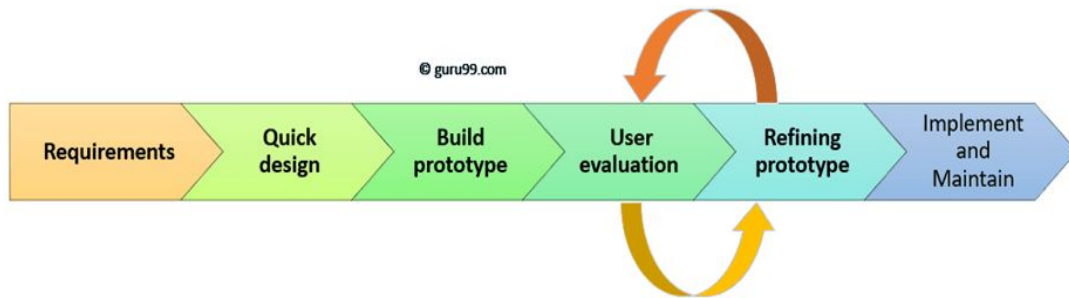 © guru99.com
Requirements
Quick
design
Build
prototype
User
evaluation
Refining
prototype
Implement
and
Maintain